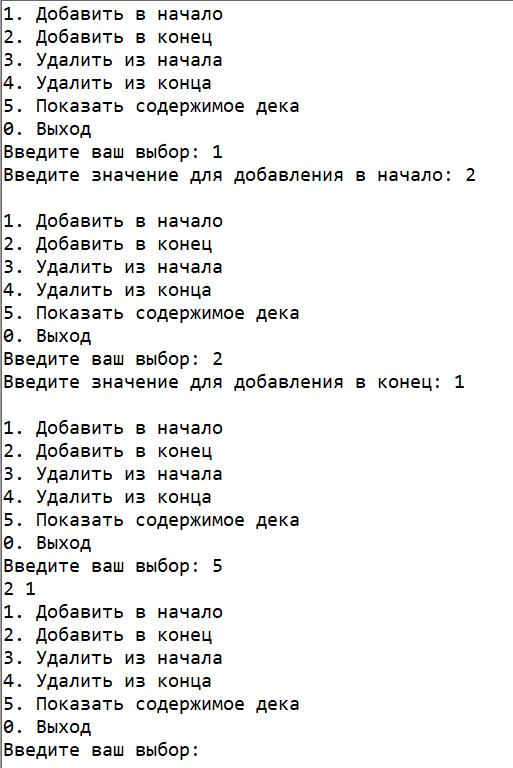 1. Добавить в начало
2. Добавить в конец
3. Удалить из начала
4. Удалить из конца
5. Показать содержимое дека
0. Выход
Введите ваш выбор: 1
Введите значение для добавления в начало: 2
1. Добавить в начало
2. Добавить в конец
3. Удалить из начала
4. Удалить из конца
5. Показать содержимое дека
0. Выход
Введите ваш выбор: 2
Введите значение для добавления в конец: 1
1. Добавить в начало
2. Добавить в конец
3. Удалить из начала
4. Удалить из конца
5. Показать содержимое дека
0. Выход
Введите ваш выбор: 5
2 1
1. Добавить в начало
2. Добавить в конец
3. Удалить из начала
4. Удалить из конца
5. Показать содержимое дека
0. Выход
Введите ваш выбор: